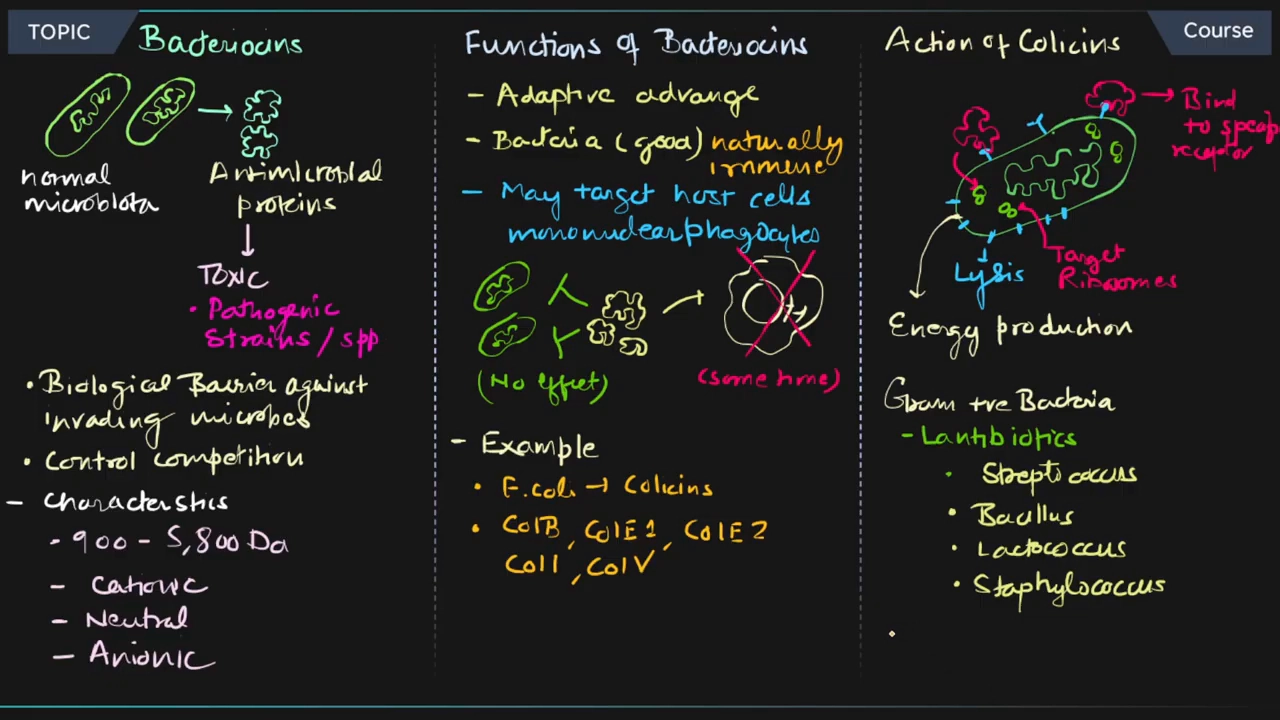 TOPIC
Bacteriocins
normal
microbiota
Antimicrobial
proteins
Toxic
• Pathogenic
Strains / spp
• Biological Barrier against
invading microbes
• Control competition
- Characteristics
- 900 - 5,800 Da
- Cationic
- Neutral
- Anionic
Functions of Bacteriocins
- Adaptive advange
- Bacteria (good) naturally
immune
- May target host cells
mononuclear phagocytes
(No effect)
(some time)
- Example
• E.coli → Colicins
• ColB, ColE1, ColE2
ColI, ColV
Course
Action of Colicins
Bind
to specific
receptor
Target
Ribosomes
Lysis
Energy production
Gram +ve Bacteria
- Lantibiotics
• Streptococcus
• Bacillus
• Lactococcus
• Staphylococcus